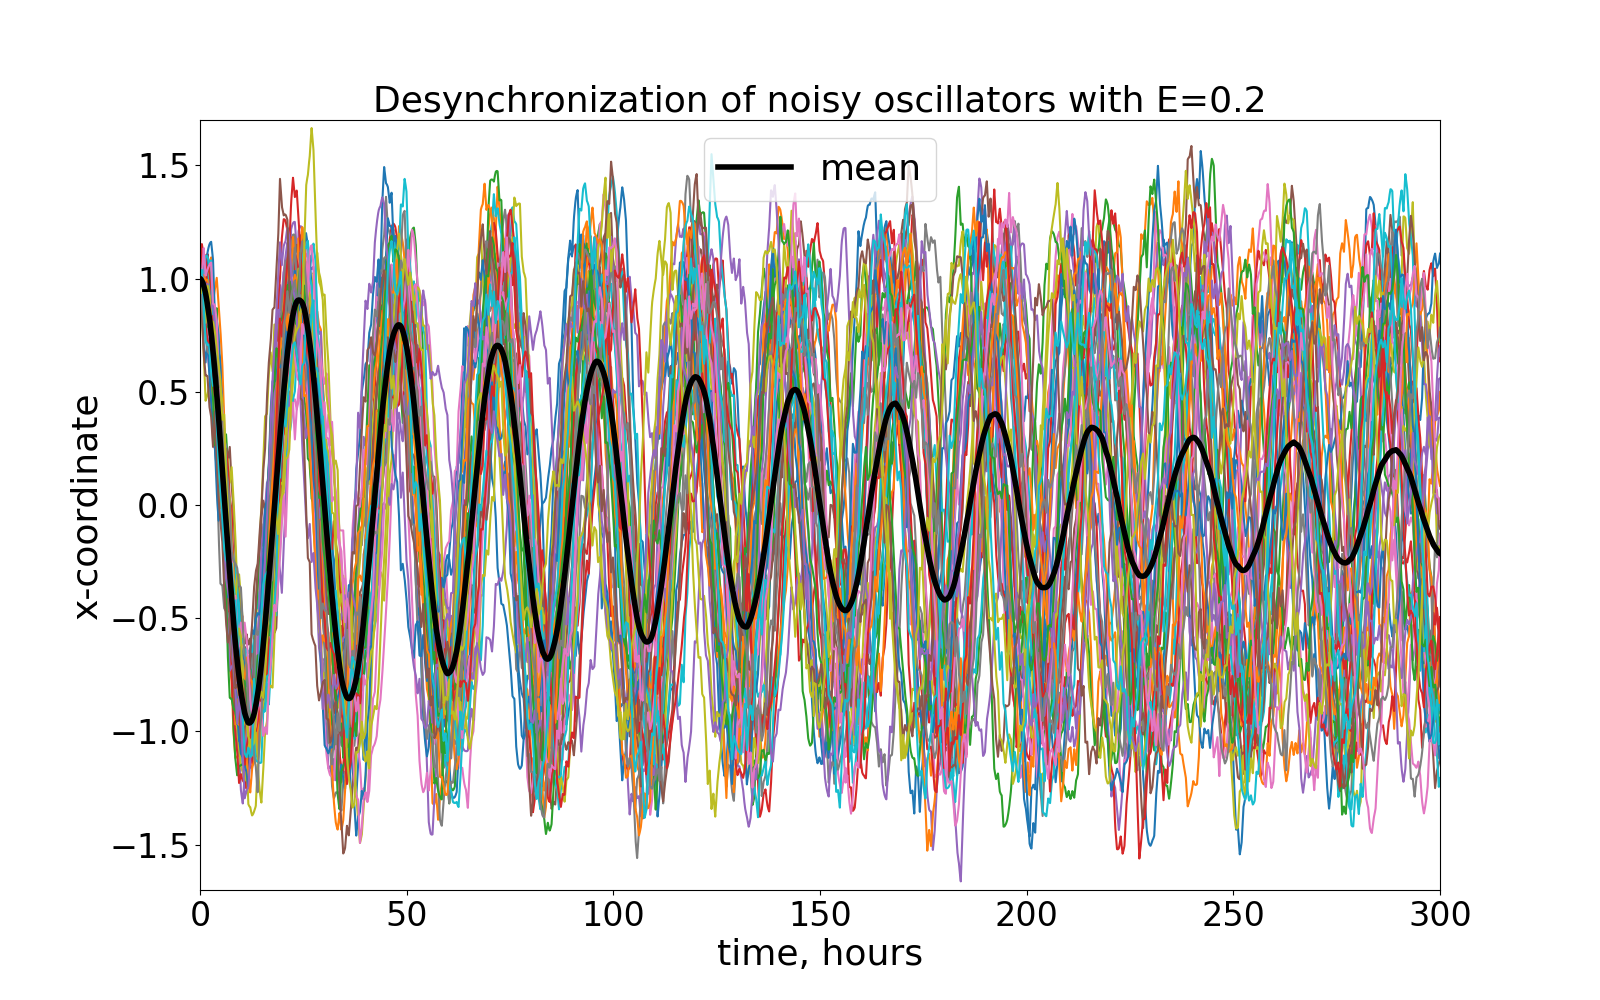 Desynchronization of noisy oscillators with E=0.2
mean
1.5
1.0
0.5
0.0
−0.5
−1.0
−1.5
x-coordinate
0 50 100 150 200 250 300
time, hours